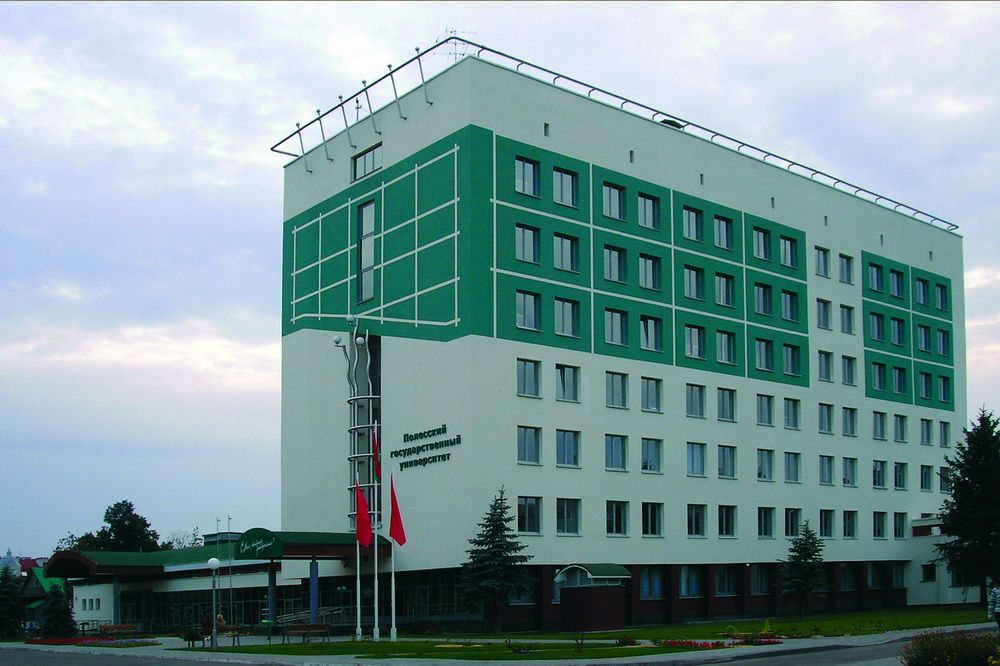 Полесский
государственный
университет